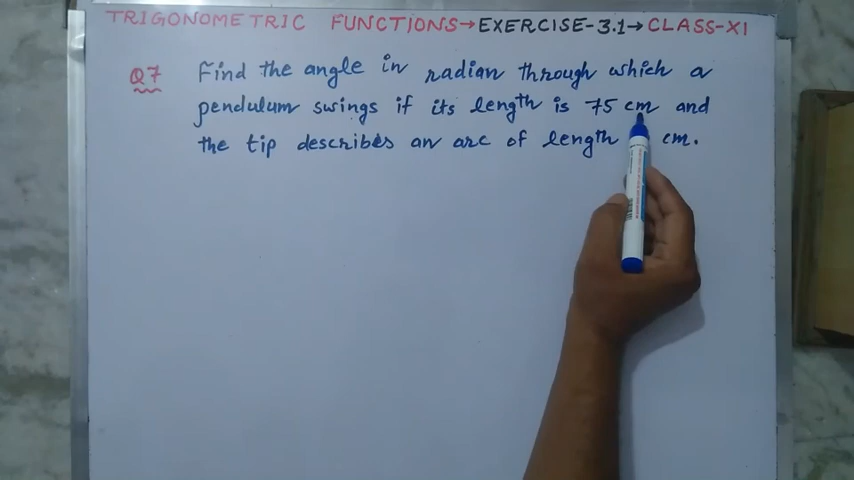 TRIGONOMETRIC FUNCTIONS→EXERCISE-3.1→CLASS-XI
Q7 Find the angle in radian through which a
pendulum swings if its length is 75 cm and
the tip describes an arc of length cm.